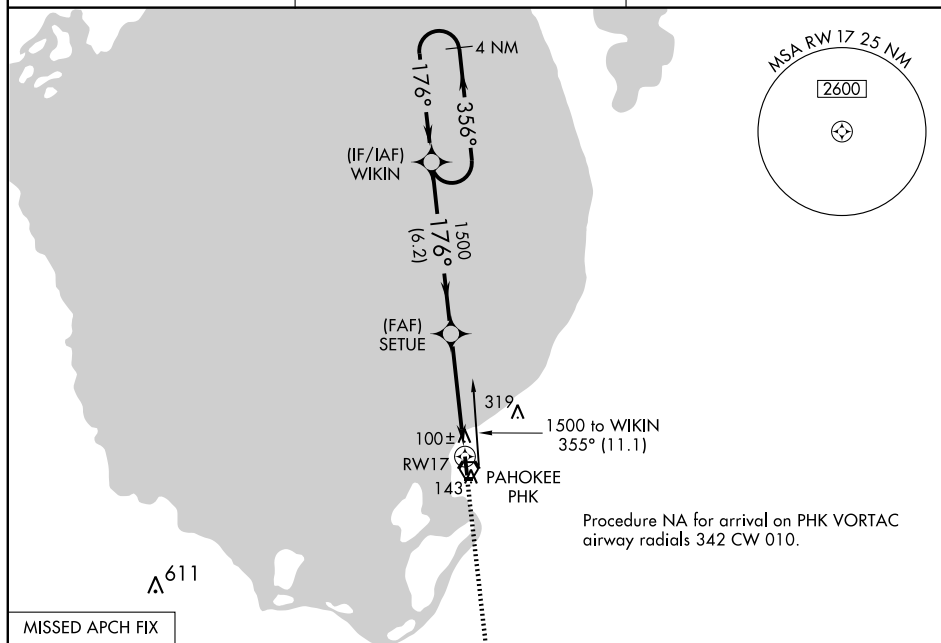 4 NM
176°
356°
MSA RW 17 25 NM
2600
(IF/IAF)
WIKIN
1500
176°
(6.2)
(FAF)
SETUE
319
1500 to WIKIN
355° (11.1)
100±
RW17
PAHOKEE
PHK
143
Procedure NA for arrival on PHK VORTAC
airway radials 342 CW 010.
611
MISSED APCH FIX